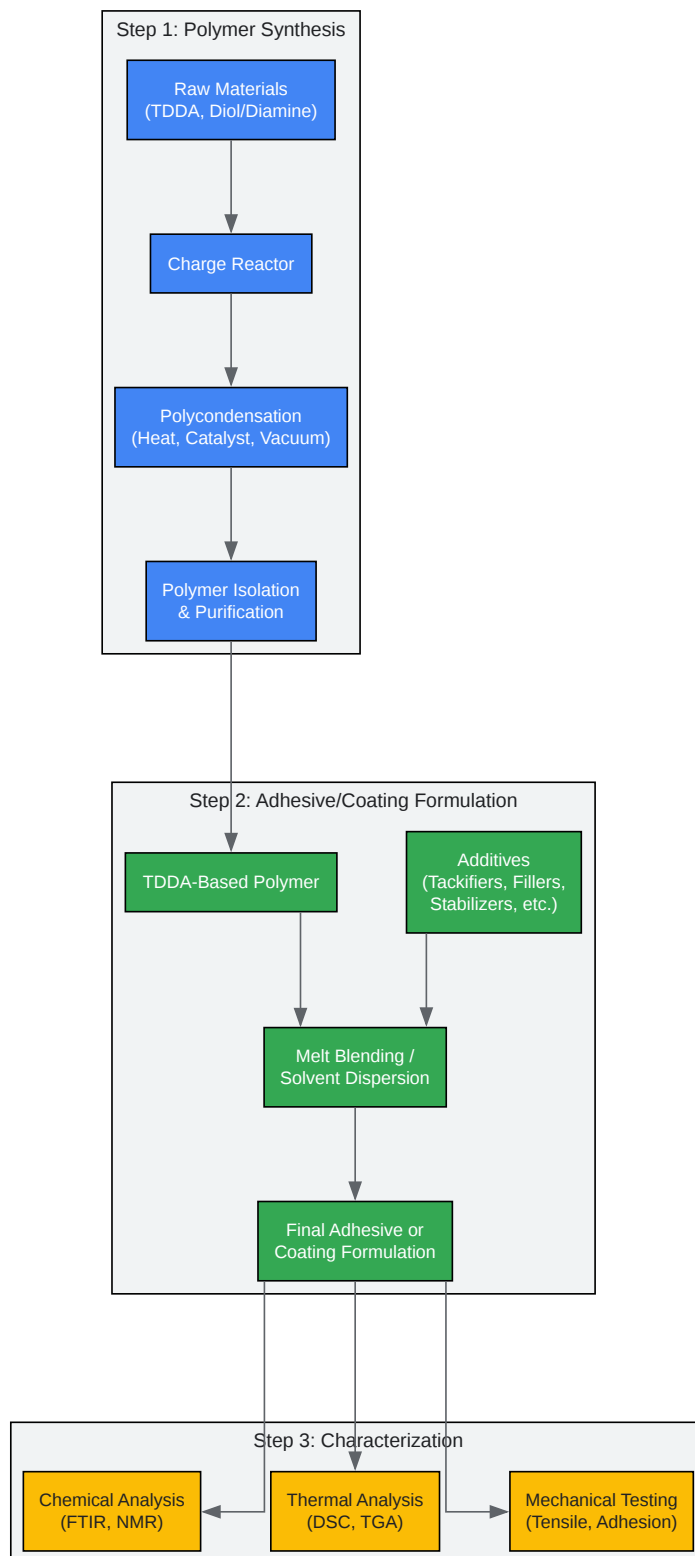 Step 1: Polymer Synthesis
Raw Materials
(TDDA, Diol/Diamine)
Charge Reactor
Polycondensation
(Heat, Catalyst, Vacuum)
Polymer Isolation
& Purification
Step 2: Adhesive/Coating Formulation
TDDA-Based Polymer
Additives
(Tackifiers, Fillers,
Stabilizers, etc.)
Melt Blending /
Solvent Dispersion
Final Adhesive or
Coating Formulation
Step 3: Characterization
Chemical Analysis
(FTIR, NMR)
Thermal Analysis
(DSC, TGA)
Mechanical Testing
(Tensile, Adhesion)